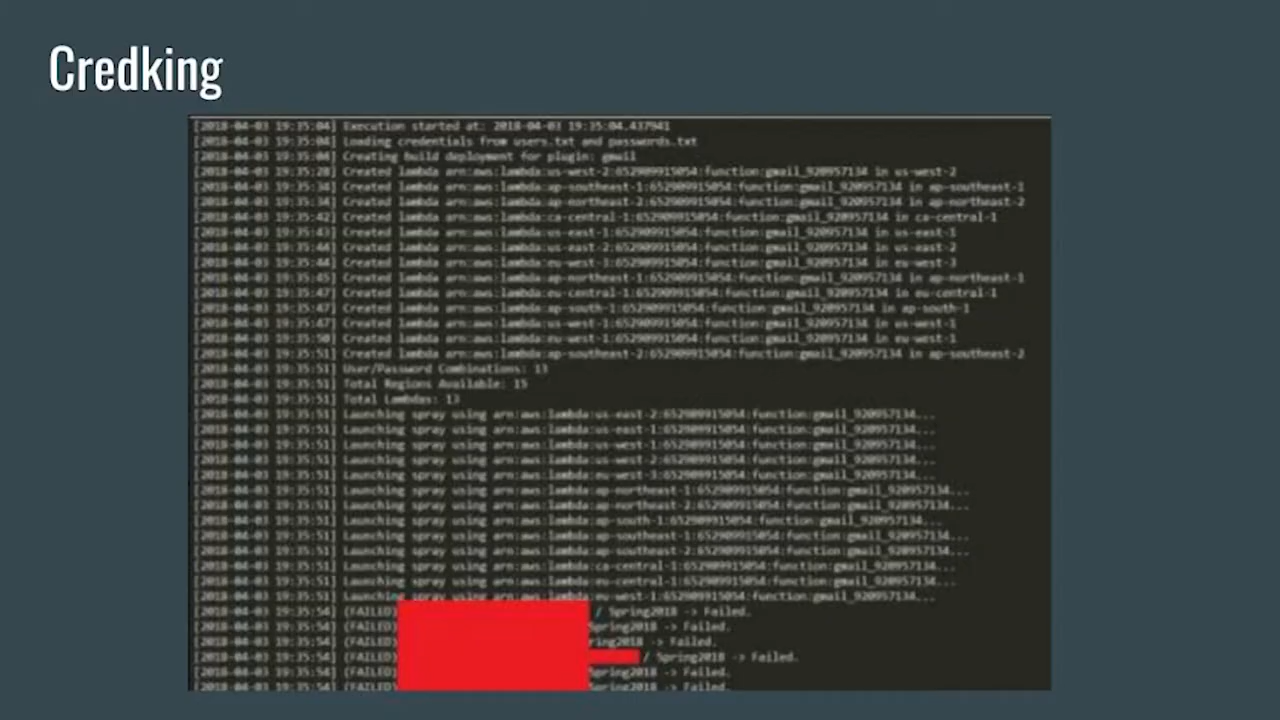 Credking
[2018-04-03 19:35:04] Execution started at: 2018-04-03 19:35:04.437941
[2018-04-03 19:35:04] Loading credentials from users.txt and passwords.txt
[2018-04-03 19:35:04] Creating build deployment for plugin: gmail
[2018-04-03 19:35:28] Created lambda arn:aws:lambda:us-west-2:652909915054:function:gmail_920957134 in us-west-2
[2018-04-03 19:35:34] Created lambda arn:aws:lambda:ap-southeast-1:652909915054:function:gmail_920957134 in ap-southeast-1
[2018-04-03 19:35:34] Created lambda arn:aws:lambda:ap-northeast-2:652909915054:function:gmail_920957134 in ap-northeast-2
[2018-04-03 19:35:42] Created lambda arn:aws:lambda:ca-central-1:652909915054:function:gmail_920957134 in ca-central-1
[2018-04-03 19:35:43] Created lambda arn:aws:lambda:us-east-1:652909915054:function:gmail_920957134 in us-east-1
[2018-04-03 19:35:44] Created lambda arn:aws:lambda:us-east-2:652909915054:function:gmail_920957134 in us-east-2
[2018-04-03 19:35:44] Created lambda arn:aws:lambda:eu-west-3:652909915054:function:gmail_920957134 in eu-west-3
[2018-04-03 19:35:45] Created lambda arn:aws:lambda:ap-northeast-1:652909915054:function:gmail_920957134 in ap-northeast-1
[2018-04-03 19:35:47] Created lambda arn:aws:lambda:eu-central-1:652909915054:function:gmail_920957134 in eu-central-1
[2018-04-03 19:35:47] Created lambda arn:aws:lambda:ap-south-1:652909915054:function:gmail_920957134 in ap-south-1
[2018-04-03 19:35:47] Created lambda arn:aws:lambda:us-west-1:652909915054:function:gmail_920957134 in us-west-1
[2018-04-03 19:35:50] Created lambda arn:aws:lambda:eu-west-1:652909915054:function:gmail_920957134 in eu-west-1
[2018-04-03 19:35:51] Created lambda arn:aws:lambda:ap-southeast-2:652909915054:function:gmail_920957134 in ap-southeast-2
[2018-04-03 19:35:51] User/Password Combinations: 13
[2018-04-03 19:35:51] Total Regions Available: 15
[2018-04-03 19:35:51] Total Lambdas: 13
[2018-04-03 19:35:51] Launching spray using arn:aws:lambda:us-east-2:652909915054:function:gmail_920957134...
[2018-04-03 19:35:51] Launching spray using arn:aws:lambda:us-east-1:652909915054:function:gmail_920957134...
[2018-04-03 19:35:51] Launching spray using arn:aws:lambda:us-west-1:652909915054:function:gmail_920957134...
[2018-04-03 19:35:51] Launching spray using arn:aws:lambda:us-west-2:652909915054:function:gmail_920957134...
[2018-04-03 19:35:51] Launching spray using arn:aws:lambda:eu-west-3:652909915054:function:gmail_920957134...
[2018-04-03 19:35:51] Launching spray using arn:aws:lambda:ap-northeast-1:652909915054:function:gmail_920957134...
[2018-04-03 19:35:51] Launching spray using arn:aws:lambda:ap-northeast-2:652909915054:function:gmail_920957134...
[2018-04-03 19:35:51] Launching spray using arn:aws:lambda:ap-south-1:652909915054:function:gmail_920957134...
[2018-04-03 19:35:51] Launching spray using arn:aws:lambda:ap-southeast-1:652909915054:function:gmail_920957134...
[2018-04-03 19:35:51] Launching spray using arn:aws:lambda:ap-southeast-2:652909915054:function:gmail_920957134...
[2018-04-03 19:35:51] Launching spray using arn:aws:lambda:ca-central-1:652909915054:function:gmail_920957134...
[2018-04-03 19:35:51] Launching spray using arn:aws:lambda:eu-central-1:652909915054:function:gmail_920957134...
[2018-04-03 19:35:51] Launching spray using arn:aws:lambda:eu-west-1:652909915054:function:gmail_920957134...
[2018-04-03 19:35:54] (FAILED) / Spring2018 -> Failed.
[2018-04-03 19:35:54] (FAILED) Spring2018 -> Failed.
[2018-04-03 19:35:54] (FAILED) ring2018 -> Failed.
[2018-04-03 19:35:54] (FAILED) / Spring2018 -> Failed.
[2018-04-03 19:35:54] (FAILED) Spring2018 -> Failed.
[2018-04-03 19:35:54] (FAILED) Spring2018 -> Failed.